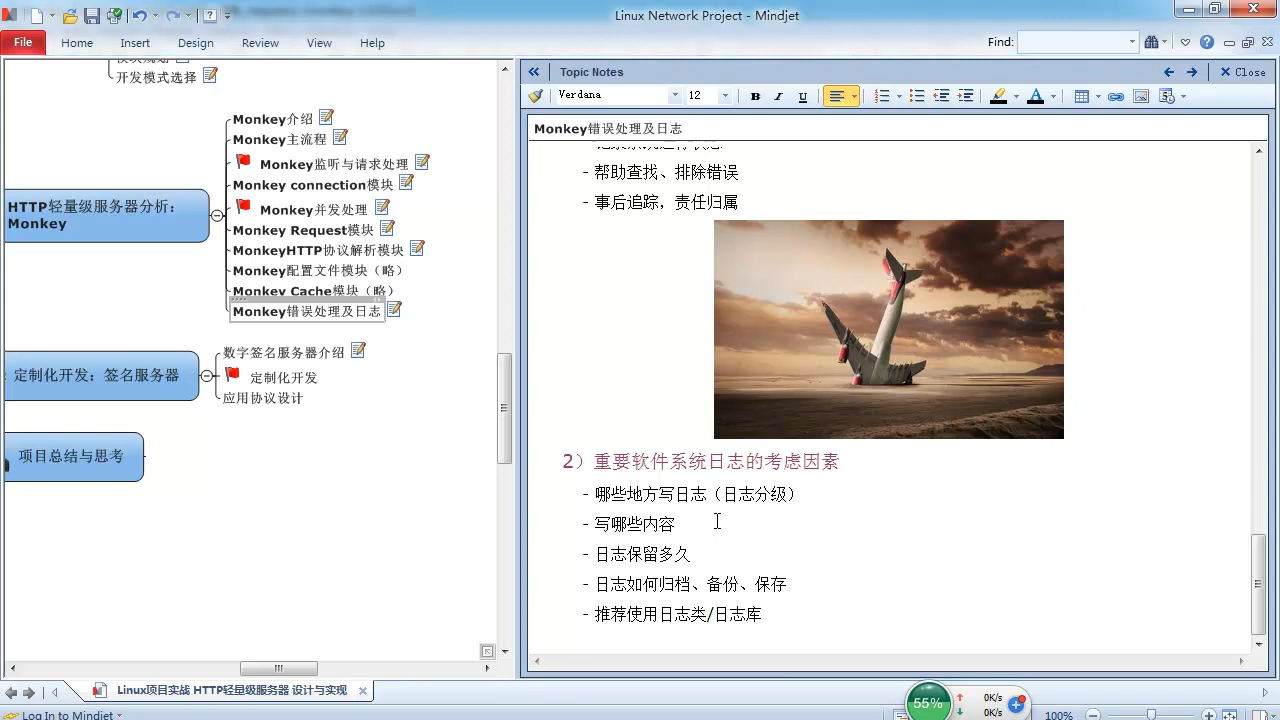 Linux Network Project - Mindjet
File
Home
Insert
Design
Review
View
Help
Find:
开发模式选择
Monkey介绍
Monkey主流程
Monkey监听与请求处理
Monkey connection模块
Monkey并发处理
Monkey Request模块
MonkeyHTTP协议解析模块
Monkey配置文件模块（略）
Monkey Cache模块（略）
Monkey错误处理及日志
HTTP轻量级服务器分析：
Monkey
数字签名服务器介绍
定制化开发
应用协议设计
定制化开发：签名服务器
项目总结与思考
Topic Notes
Close
Verdana
12
B
I
U
A
Monkey错误处理及日志
- 帮助查找、排除错误
- 事后追踪，责任归属
2）重要软件系统日志的考虑因素
- 哪些地方写日志（日志分级）
- 写哪些内容
- 日志保留多久
- 日志如何归档、备份、保存
- 推荐使用日志类/日志库
Linux项目实战 HTTP轻量级服务器 设计与实现
Log In to Mindjet
55%
0K/s
0K/s
100%